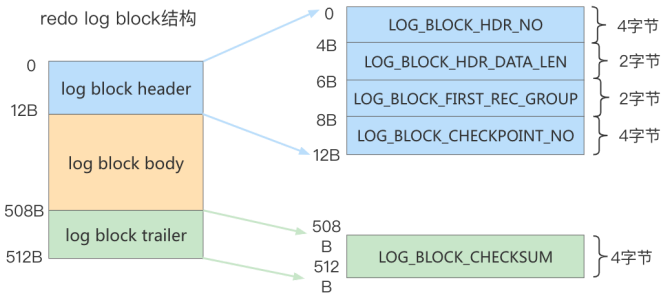 redo log block结构
0
log block header
12B
log block body
508B
log block trailer
512B
0
LOG_BLOCK_HDR_NO
4字节
4B
LOG_BLOCK_HDR_DATA_LEN
2字节
6B
LOG_BLOCK_FIRST_REC_GROUP
2字节
8B
LOG_BLOCK_CHECKPOINT_NO
4字节
12B
508
B
LOG_BLOCK_CHECKSUM
4字节
512
B